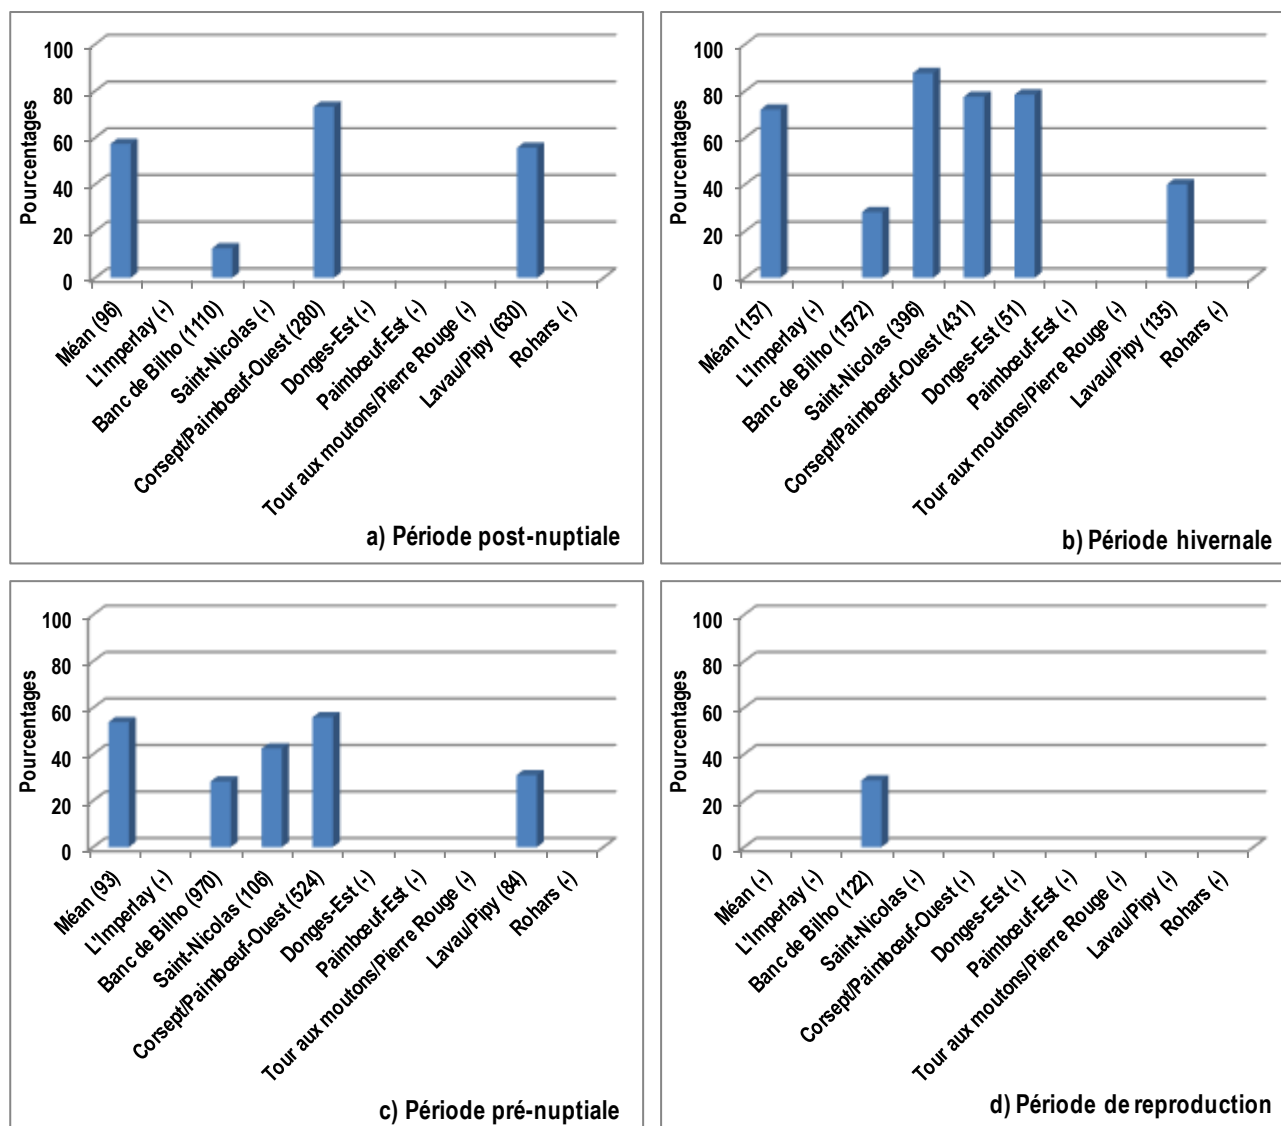 Pourcentages
100
80
60
40
20
0
Méan (96)
L'Imperlay (-)
Banc de Bilho (1110)
Saint-Nicolas (-)
Corsept/Paimbœuf-Ouest (280)
Donges-Est (-)
Paimbœuf-Est (-)
Tour aux moutons/Pierre Rouge (-)
Lavau/Pipy (630)
Rohars (-)
a) Période post-nuptiale
Pourcentages
100
80
60
40
20
0
Méan (157)
L'Imperlay (-)
Banc de Bilho (1572)
Saint-Nicolas (396)
Corsept/Paimbœuf-Ouest (431)
Donges-Est (51)
Paimbœuf-Est (-)
Tour aux moutons/Pierre Rouge (-)
Lavau/Pipy (135)
Rohars (-)
b) Période hivernale
Pourcentages
100
80
60
40
20
0
Méan (93)
L'Imperlay (-)
Banc de Bilho (970)
Saint-Nicolas (106)
Corsept/Paimbœuf-Ouest (524)
Donges-Est (-)
Paimbœuf-Est (-)
Tour aux moutons/Pierre Rouge (-)
Lavau/Pipy (84)
Rohars (-)
c) Période pré-nuptiale
Pourcentages
100
80
60
40
20
0
Méan (-)
L'Imperlay (-)
Banc de Bilho (122)
Saint-Nicolas (-)
Corsept/Paimbœuf-Ouest (-)
Donges-Est (-)
Paimbœuf-Est (-)
Tour aux moutons/Pierre Rouge (-)
Lavau/Pipy (-)
Rohars (-)
d) Période de reproduction